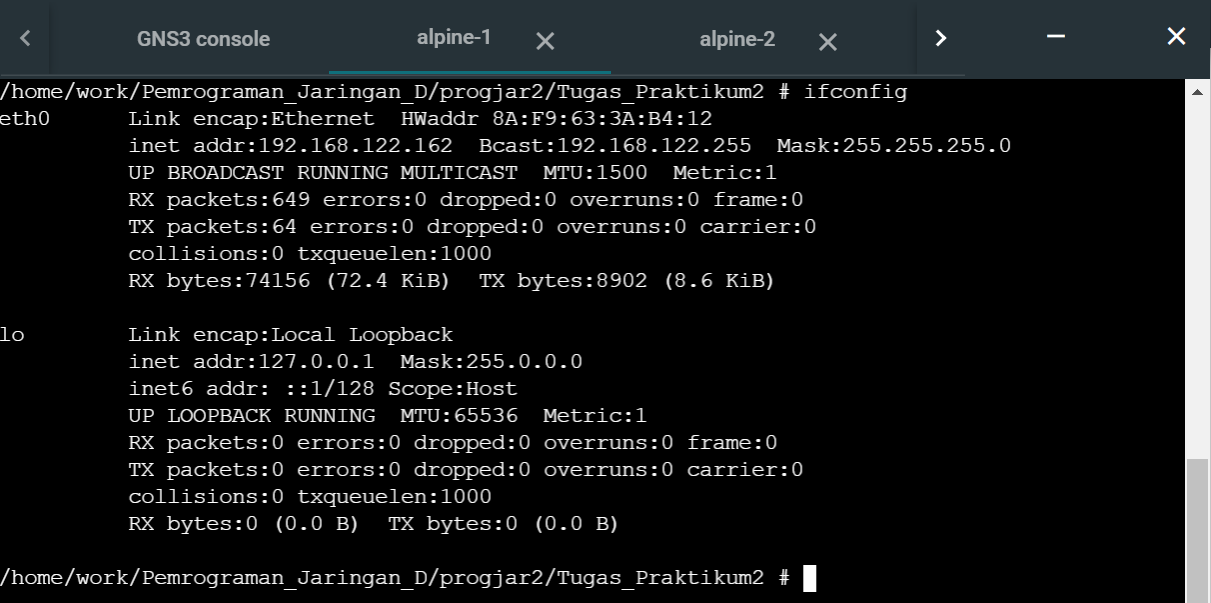 GNS3 console alpine-1 alpine-2
/home/work/Pemrograman_Jaringan_D/progjar2/Tugas_Praktikum2 # ifconfig
eth0      Link encap:Ethernet  HWaddr 8A:F9:63:3A:B4:12
          inet addr:192.168.122.162  Bcast:192.168.122.255  Mask:255.255.255.0
          UP BROADCAST RUNNING MULTICAST  MTU:1500  Metric:1
          RX packets:649 errors:0 dropped:0 overruns:0 frame:0
          TX packets:64 errors:0 dropped:0 overruns:0 carrier:0
          collisions:0 txqueuelen:1000
          RX bytes:74156 (72.4 KiB)  TX bytes:8902 (8.6 KiB)

lo        Link encap:Local Loopback
          inet addr:127.0.0.1  Mask:255.0.0.0
          inet6 addr: ::1/128 Scope:Host
          UP LOOPBACK RUNNING  MTU:65536  Metric:1
          RX packets:0 errors:0 dropped:0 overruns:0 frame:0
          TX packets:0 errors:0 dropped:0 overruns:0 carrier:0
          collisions:0 txqueuelen:1000
          RX bytes:0 (0.0 B)  TX bytes:0 (0.0 B)

/home/work/Pemrograman_Jaringan_D/progjar2/Tugas_Praktikum2 #